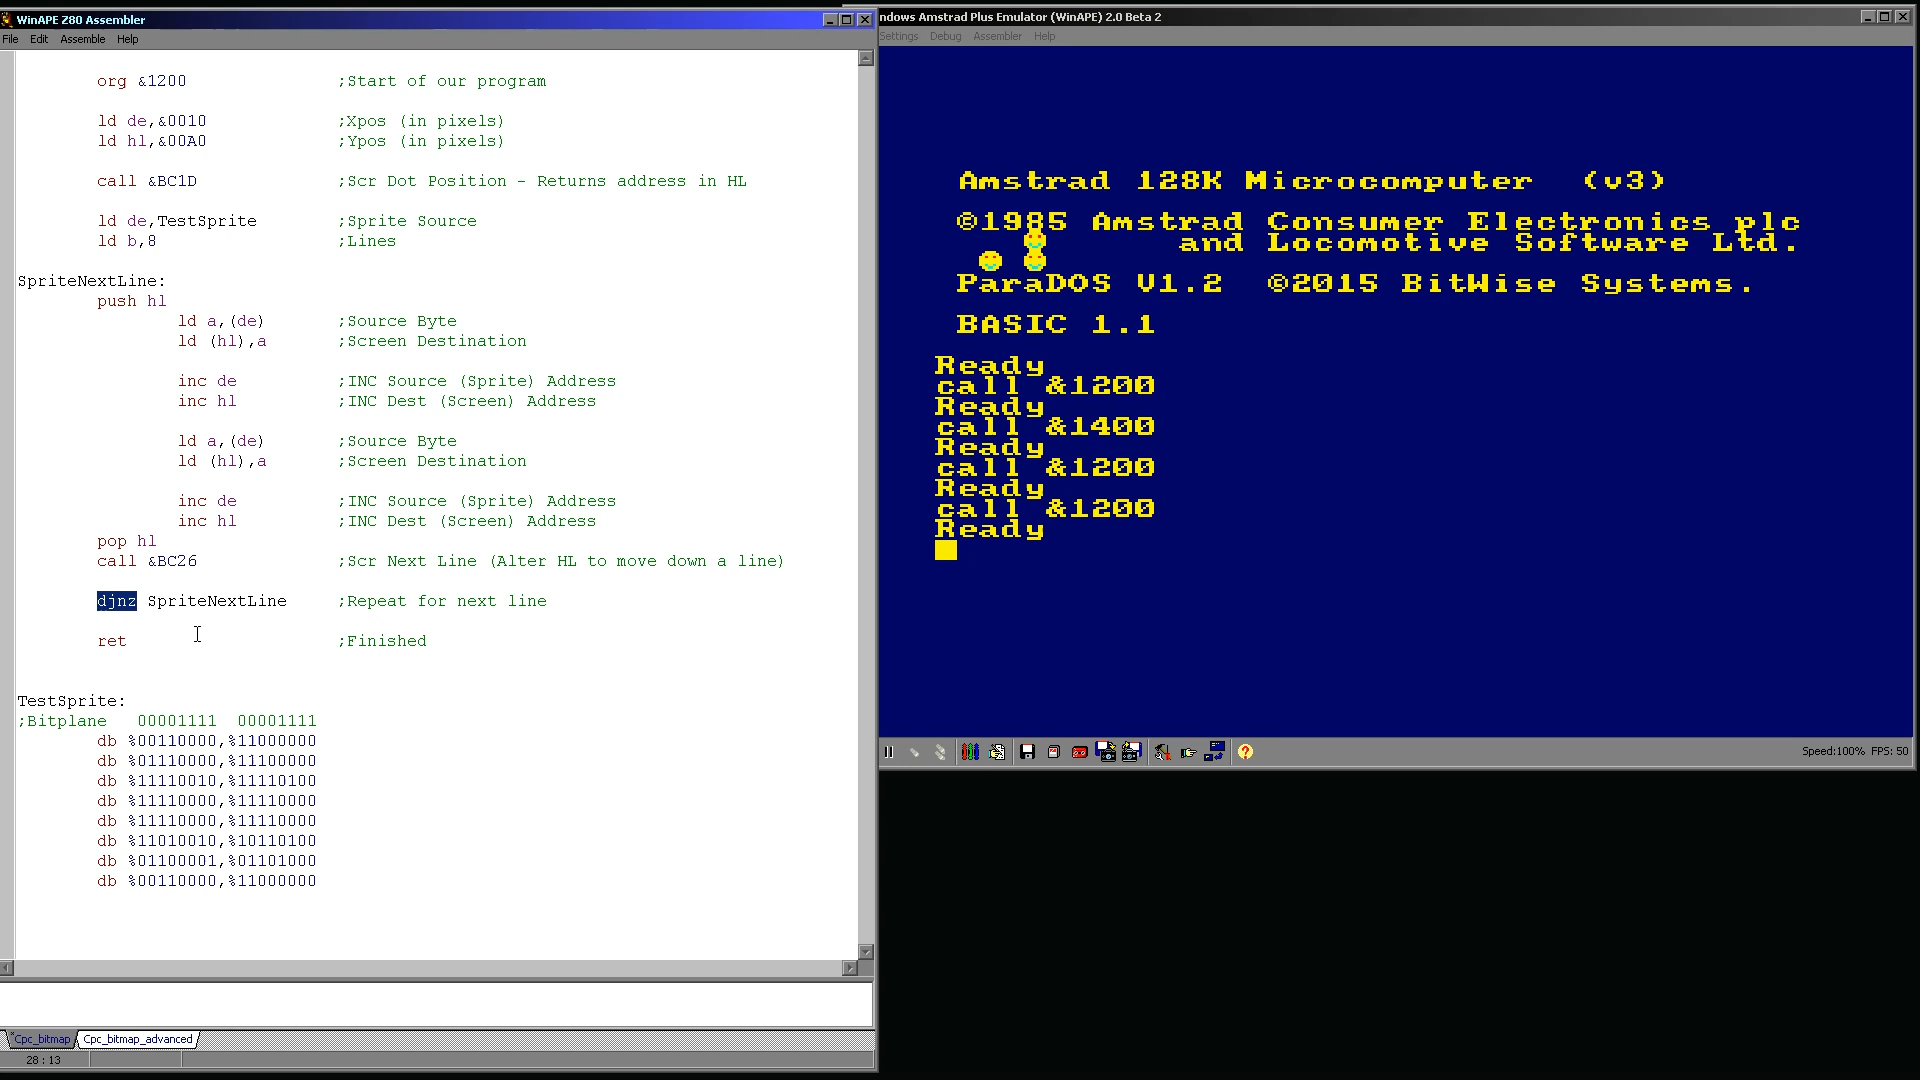 WinAPE Z80 Assembler
File Edit Assemble Help
org &1200 ;Start of our program
ld de,&0010 ;Xpos (in pixels)
ld hl,&00A0 ;Ypos (in pixels)
call &BC1D ;Scr Dot Position - Returns address in HL
ld de,TestSprite ;Sprite Source
ld b,8 ;Lines
SpriteNextLine:
push hl
ld a,(de) ;Source Byte
ld (hl),a ;Screen Destination
inc de ;INC Source (Sprite) Address
inc hl ;INC Dest (Screen) Address
ld a,(de) ;Source Byte
ld (hl),a ;Screen Destination
inc de ;INC Source (Sprite) Address
inc hl ;INC Dest (Screen) Address
pop hl
call &BC26 ;Scr Next Line (Alter HL to move down a line)
djnz SpriteNextLine ;Repeat for next line
ret ;Finished
TestSprite:
;Bitplane 00001111 00001111
db %00110000,%11000000
db %01110000,%11100000
db %11110010,%11110100
db %11110000,%11110000
db %11110000,%11110000
db %11010010,%10110100
db %01100001,%01101000
db %00110000,%11000000
Cpc_bitmap Cpc_bitmap_advanced
28 : 13
ndows Amstrad Plus Emulator (WinAPE) 2.0 Beta 2
Settings Debug Assembler Help
Amstrad 128K Microcomputer (v3)
©1985 Amstrad Consumer Electronics plc
and Locomotive Software Ltd.
ParaDOS V1.2 ©2015 BitWise Systems.
BASIC 1.1
Ready
call &1200
Ready
call &1400
Ready
call &1200
Ready
call &1200
Ready
Speed:100% FPS: 50